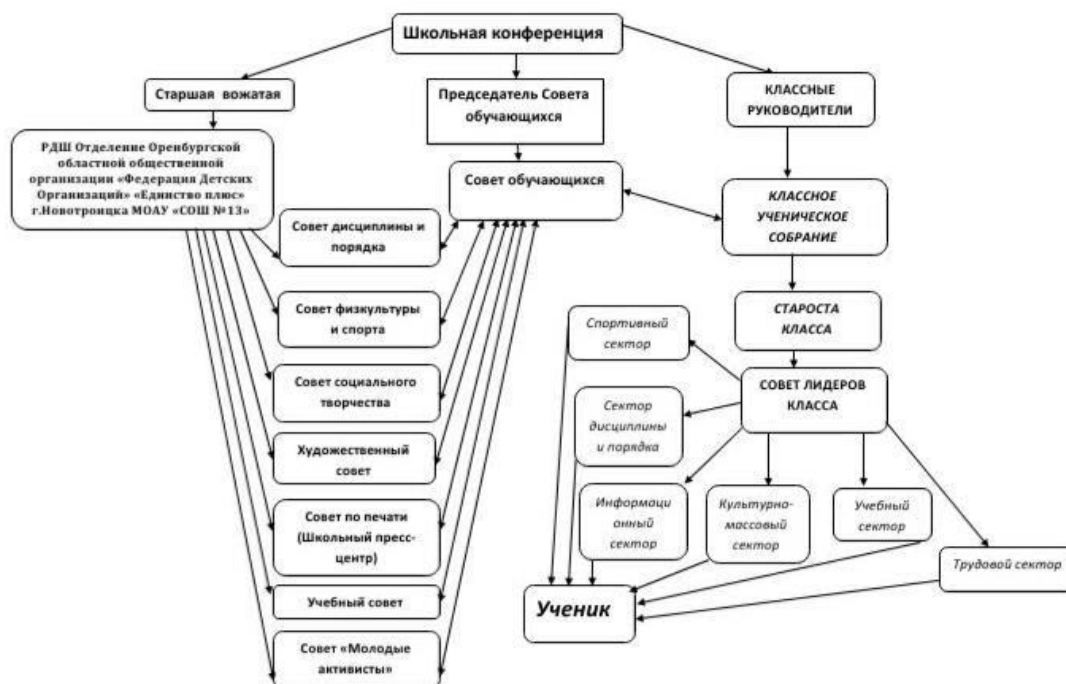 Школьная конференция
Старшая вожатая
Председатель Совета
обучающихся
КЛАССНЫЕ
РУКОВОДИТЕЛИ
РДШ Отделение Оренбургской
областной общественной
организации «Федерация Детских
Организаций» «Единство плюс»
г.Новотроицка МОАУ «СОШ №13»
Совет обучающихся
КЛАССНОЕ
УЧЕНИЧЕСКОЕ
СОБРАНИЕ
Совет дисциплины и
порядка
Совет физкультуры
и спорта
Совет социального
творчества
Художественный
совет
Совет по печати
(Школьный пресс-
центр)
Учебный совет
Совет «Молодые
активисты»
СТАРОСТА
КЛАССА
СОВЕТ ЛИДЕРОВ
КЛАССА
Спортивный
сектор
Сектор
дисциплины
и порядка
Информаци
онный
сектор
Культурно-
массовый
сектор
Учебный
сектор
Трудовой сектор
Ученик